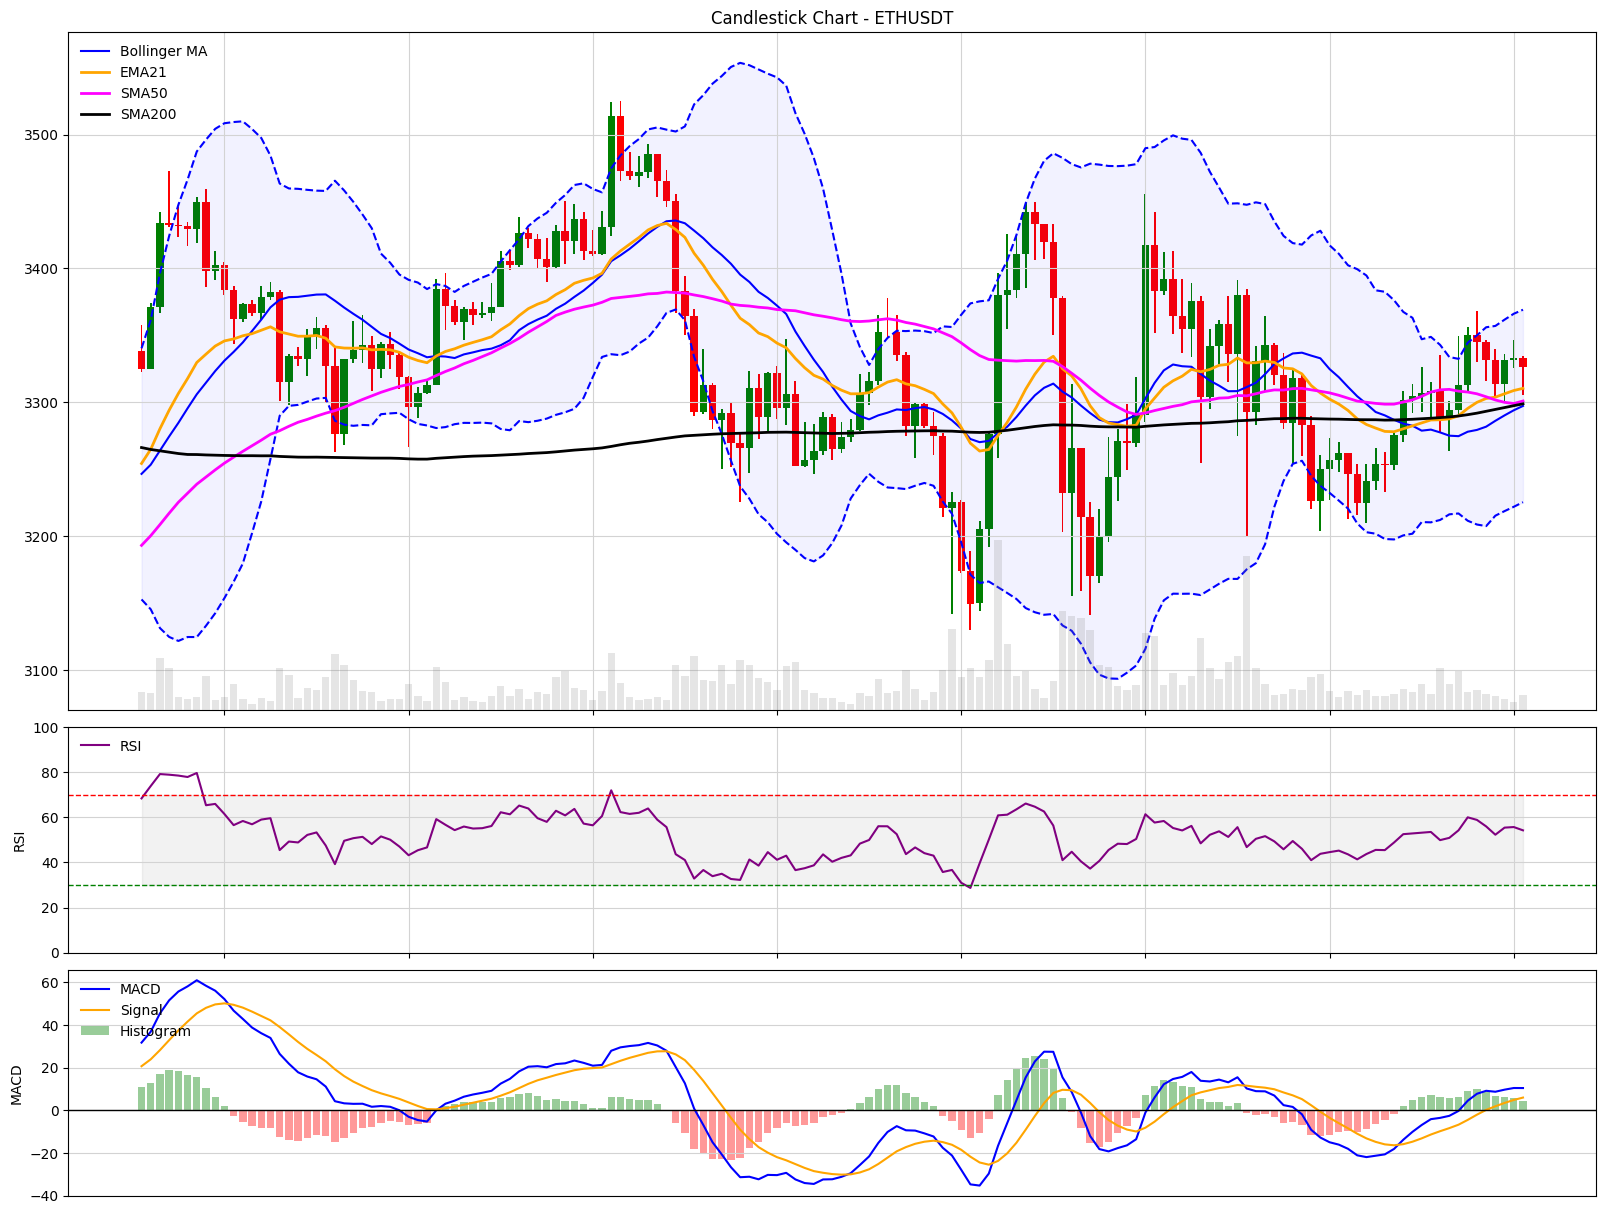 Candlestick Chart - ETHUSDT
Bollinger MA
EMA21
SMA50
SMA200
3500
3400
3300
3200
3100
RSI
100
80
60
40
20
0
RSI
MACD
Signal
Histogram
60
40
20
0
−20
−40
MACD